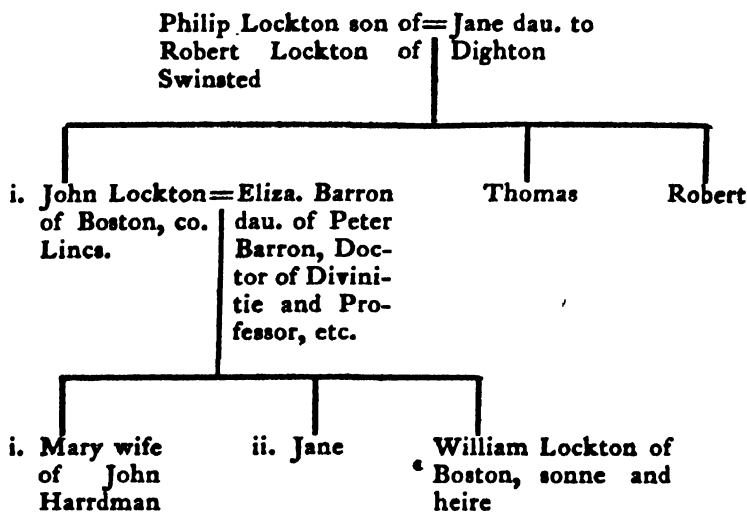 Philip Lockton son of = Jane dau. to
Robert Lockton of Dighton
Swinsted
i. John Lockton = Eliza. Barron
of Boston, co. dau. of Peter
Lincs. Barron, Doc-
tor of Divini-
tie and Pro-
fessor, etc.
Thomas
Robert
i. Mary wife
of John
Harrdman
ii. Jane
William Lockton of
Boston, sonne and
heire